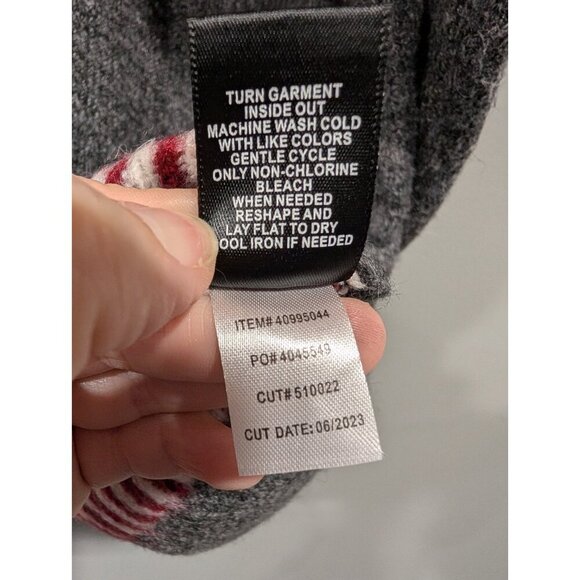 TURN GARMENT
INSIDE OUT
MACHINE WASH COLD
WITH LIKE COLORS
GENTLE CYCLE
ONLY NON-CHLORINE
BLEACH
WHEN NEEDED
RESHAPE AND
LAY FLAT TO DRY
OOL IRON IF NEEDED
ITEM# 40995044
PO# 4045549
CUT# 510022
CUT DATE: 06/2023